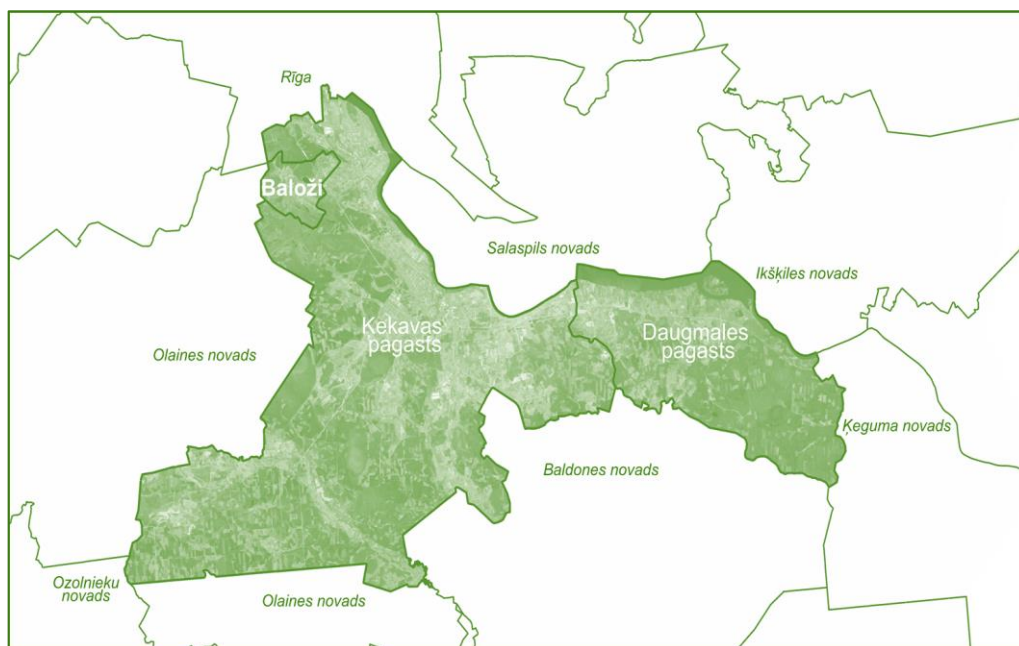 Rīga
Baloži
Salaspils novads
Ikšķiles novads
Ķekavas
pagasts
Daugmales
pagasts
Olaines novads
Ķeguma novads
Baldones novads
Ozolnieku
novads
Olaines novads